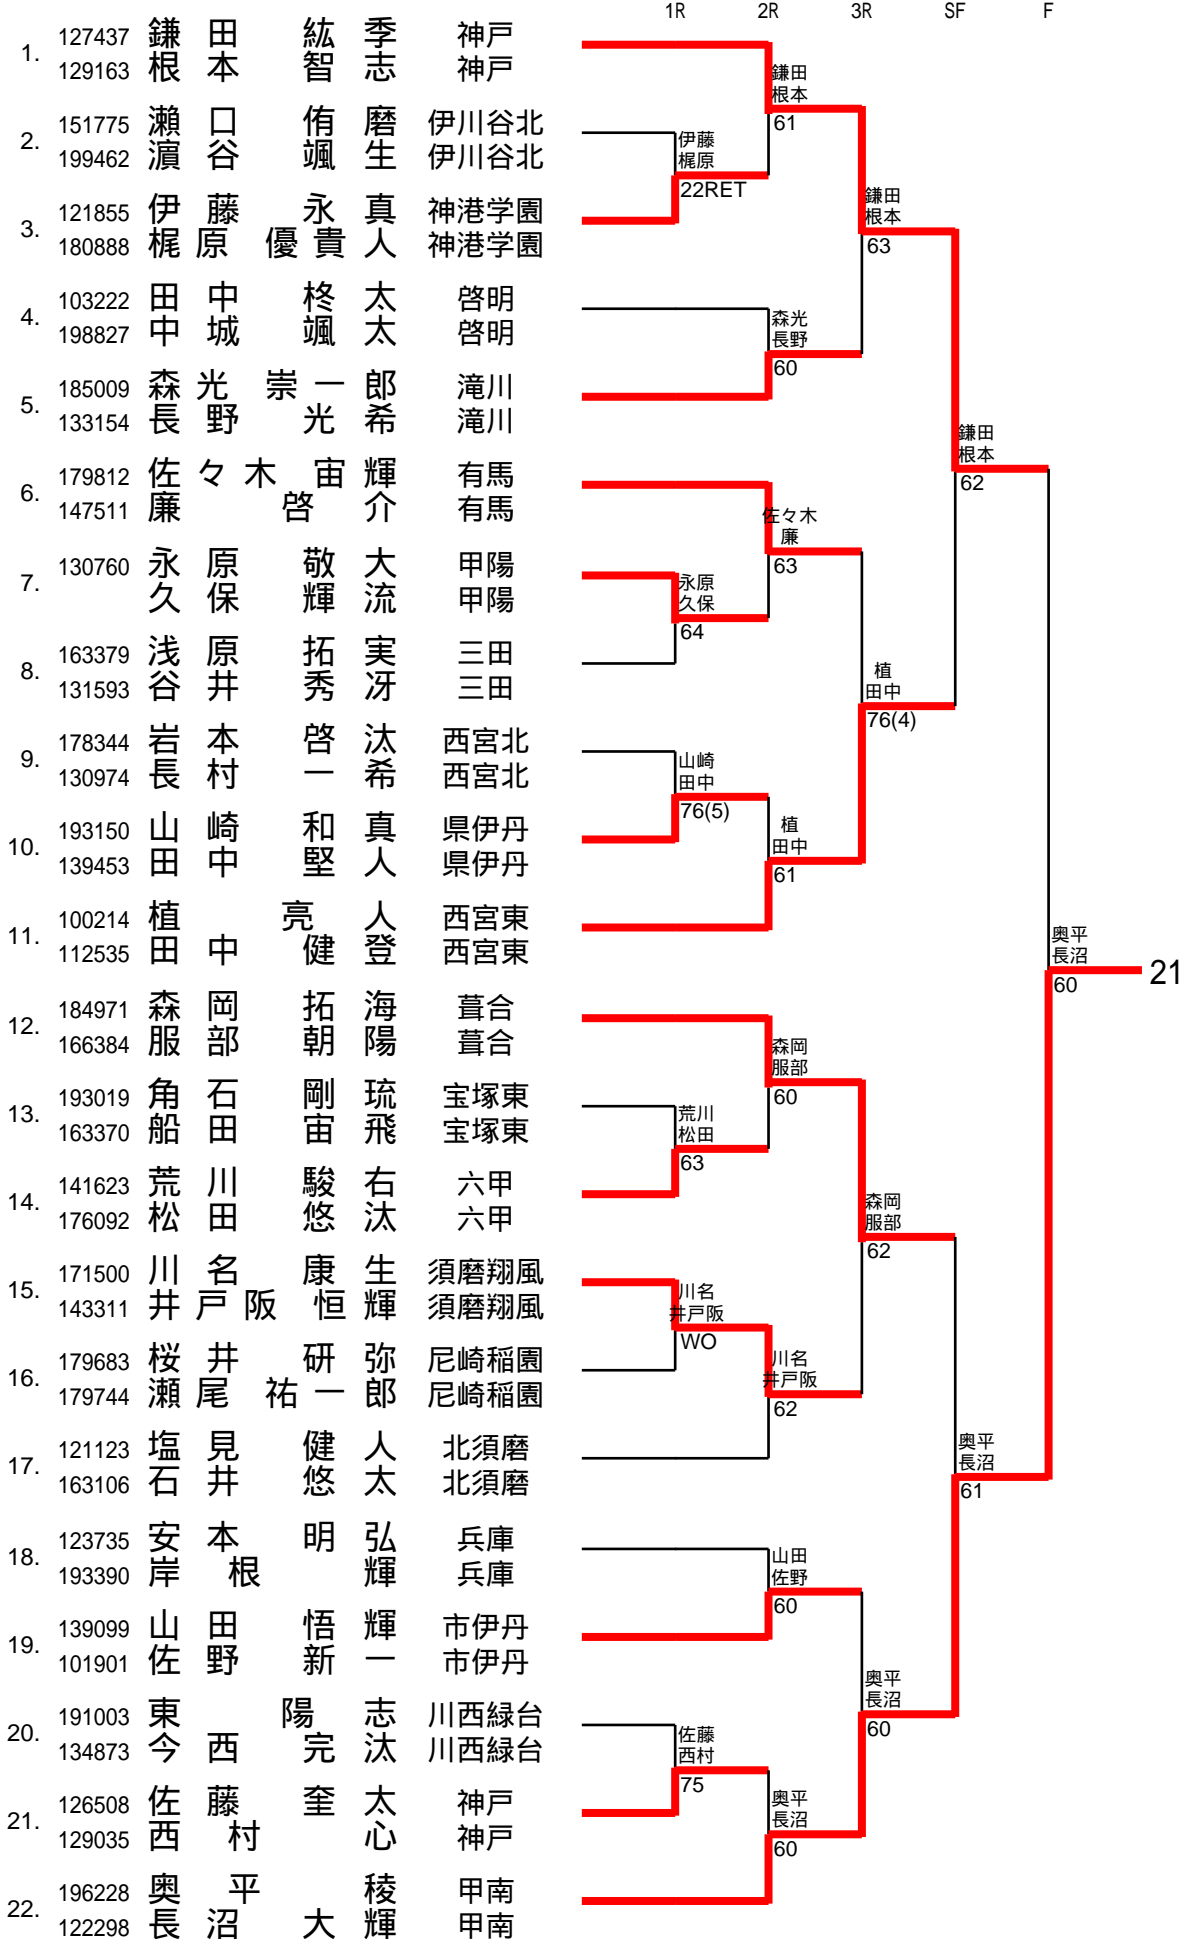 1R 2R 3R SF F
1. 127437 鎌田 紘季 神戸
129163 根本 智志 神戸
2. 151775 瀬口 侑磨 伊川谷北
199462 濵谷 颯生 伊川谷北
3. 121855 伊藤 永真 神港学園
180888 梶原 優貴人 神港学園
4. 103222 田中 柊太 啓明
198827 中城 颯太 啓明
5. 185009 森光 崇一郎 滝川
133154 長野 光希 滝川
6. 179812 佐々木 宙輝 有馬
147511 廉 啓介 有馬
7. 130760 永原 敬大 甲陽
久保 輝流 甲陽
8. 163379 浅原 拓実 三田
131593 谷井 秀冴 三田
9. 178344 岩本 啓汰 西宮北
130974 長村 一希 西宮北
10. 193150 山崎 和真 県伊丹
139453 田中 堅人 県伊丹
11. 100214 植 亮人 西宮東
112535 田中 健登 西宮東
12. 184971 森岡 拓海 葺合
166384 服部 朝陽 葺合
13. 193019 角石 剛琉 宝塚東
163370 船田 宙飛 宝塚東
14. 141623 荒川 駿右 六甲
176092 松田 悠汰 六甲
15. 171500 川名 康生 須磨翔風
143311 井戸阪 恒輝 須磨翔風
16. 179683 桜井 研弥 尼崎稲園
179744 瀬尾 祐一郎 尼崎稲園
17. 121123 塩見 健人 北須磨
163106 石井 悠太 北須磨
18. 123735 安本 明弘 兵庫
193390 岸根 輝 兵庫
19. 139099 山田 悟輝 市伊丹
101901 佐野 新一 市伊丹
20. 191003 東 陽志 川西緑台
134873 今西 完汰 川西緑台
21. 126508 佐藤 奎太 神戸
129035 西村 心 神戸
22. 196228 奥平 稜 甲南
122298 長沼 大輝 甲南
伊藤
梶原
22RET
永原
久保
64
山崎
田中
76(5)
荒川
松田
63
川名
井戸阪
WO
佐藤
西村
75
鎌田
根本
61
森光
長野
60
佐々木
廉
63
植
田中
61
森岡
服部
60
川名
井戸阪
62
山田
佐野
60
奥平
長沼
60
鎌田
根本
63
植
田中
76(4)
森岡
服部
62
奥平
長沼
60
鎌田
根本
62
奥平
長沼
61
奥平
長沼
60
21